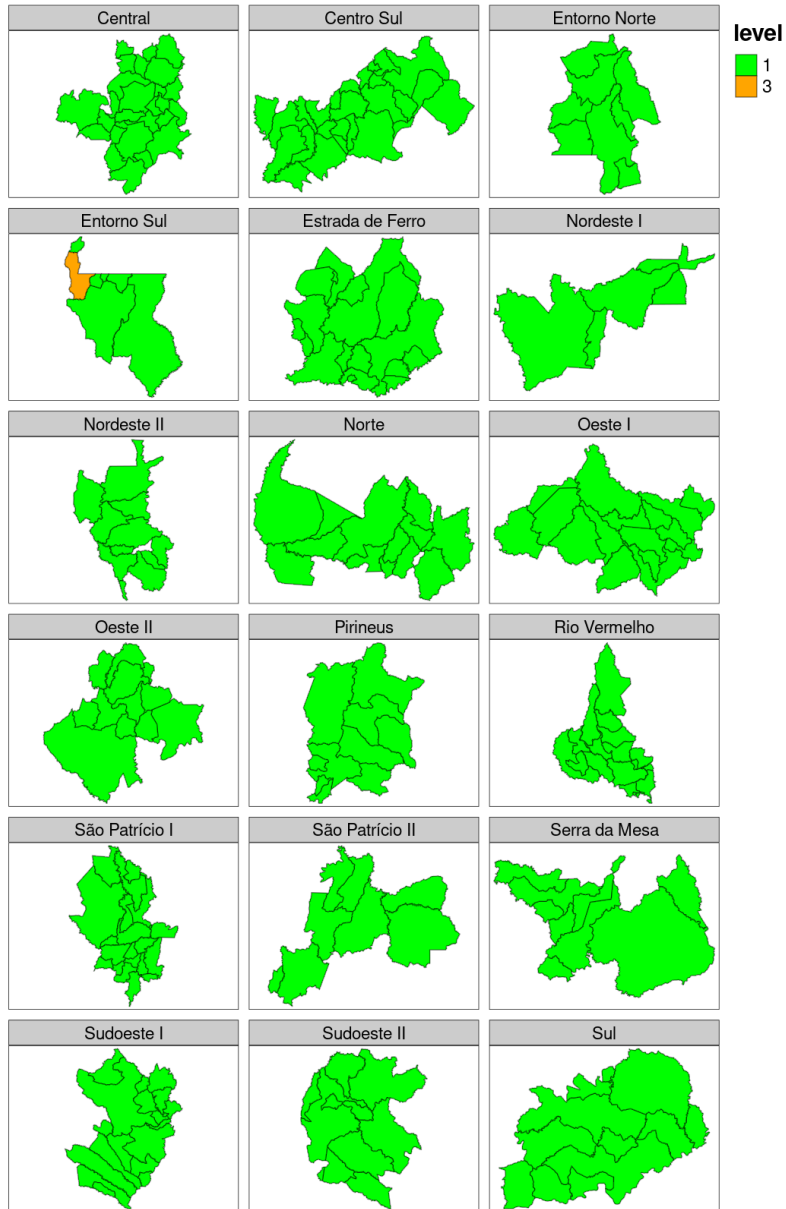 Central
Centro Sul
Entorno Norte
level
1
3
Entorno Sul
Estrada de Ferro
Nordeste I
Nordeste II
Norte
Oeste I
Oeste II
Pirineus
Rio Vermelho
São Patrício I
São Patrício II
Serra da Mesa
Sudoeste I
Sudoeste II
Sul